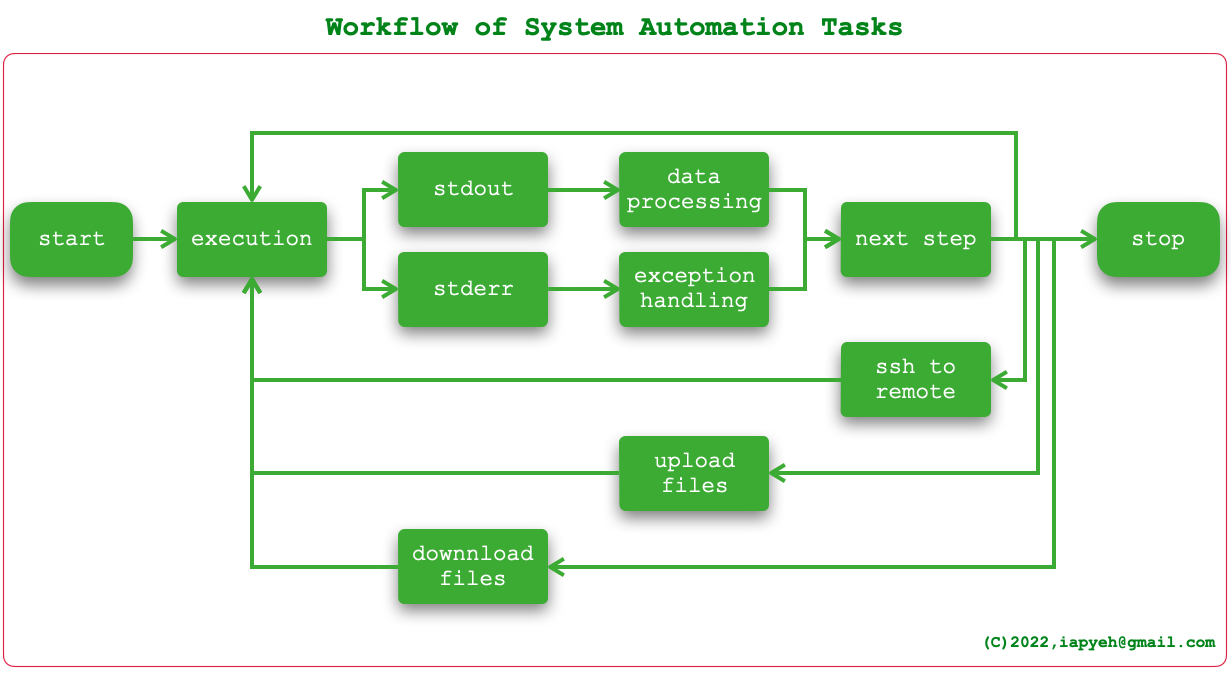 Workflow of System Automation Tasks
stdout
data
processing
start
execution
next step
stop
stderr
exception
handling
ssh to
remote
upload
files
downnload
files
(C)2022,iapyeh@gmail.com